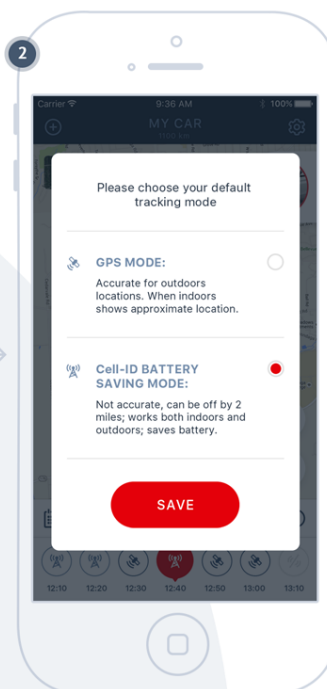 2
Carrier 9:36 AM 100%
MY CAR
11:00 AM
Please choose your default
tracking mode
GPS MODE:
Accurate for outdoors
locations. When indoors
shows approximate location.
Cell-ID BATTERY
SAVING MODE:
Not accurate, can be off by 2
miles; works both indoors and
outdoors; saves battery.
SAVE
12:10 12:20 12:30 12:40 12:50 13:00 13:10